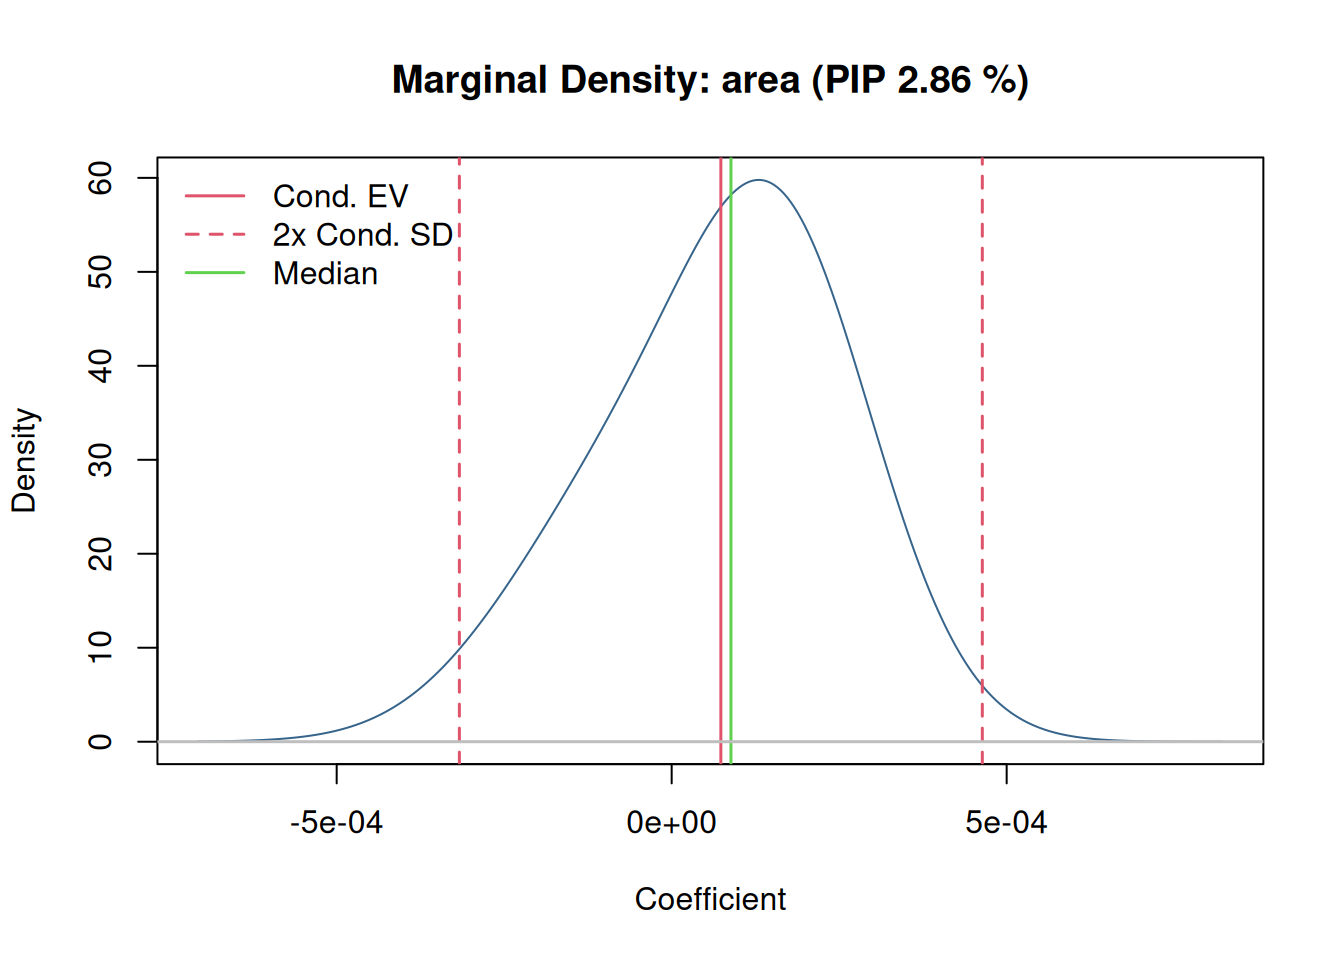 Marginal Density: area (PIP 2.86 %)
Cond. EV
2x Cond. SD
Median
Density
60
50
40
30
20
10
0
-5e-04
0e+00
5e-04
Coefficient